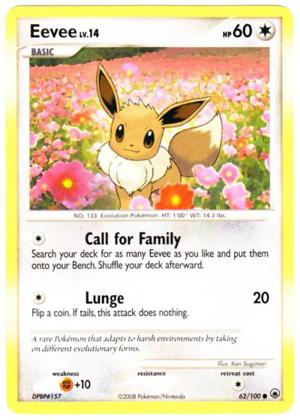 Eevee LV.14 HP 60
BASIC
NO. 133 Evolution Pokémon HT: 1'00" WT: 14.3 lbs.
Call for Family
Search your deck for as many Eevee as you like and put them
onto your Bench. Shuffle your deck afterward.
Lunge 20
Flip a coin. If tails, this attack does nothing.
A rare Pokémon that adapts to harsh environments by taking
on different evolutionary forms.
Illus. Ken Sugimori
weakness resistance retreat cost
+10
DPBP#157 ©2008 Pokémon/Nintendo 62/100